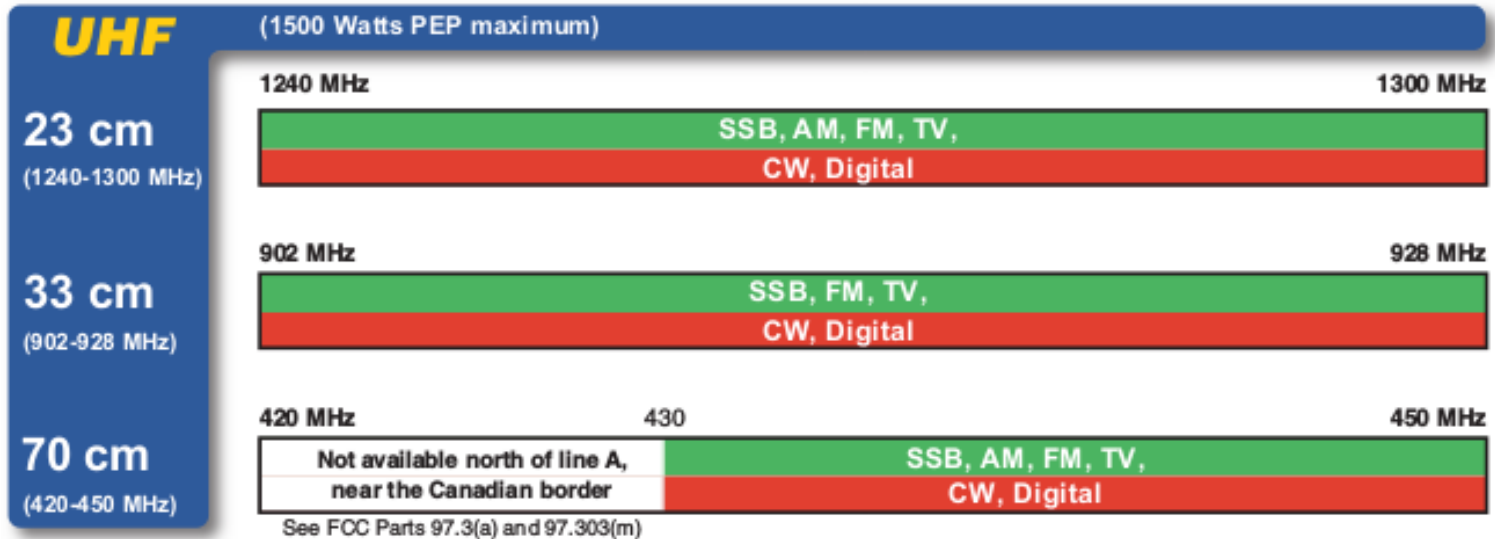 UHF
(1500 Watts PEP maximum)
1240 MHz
1300 MHz
23 cm
(1240-1300 MHz)
SSB, AM, FM, TV,
CW, Digital
902 MHz
928 MHz
33 cm
(902-928 MHz)
SSB, FM, TV,
CW, Digital
420 MHz
430
450 MHz
70 cm
(420-450 MHz)
Not available north of line A,
near the Canadian border
SSB, AM, FM, TV,
CW, Digital
See FCC Parts 97.3(a) and 97.303(m)